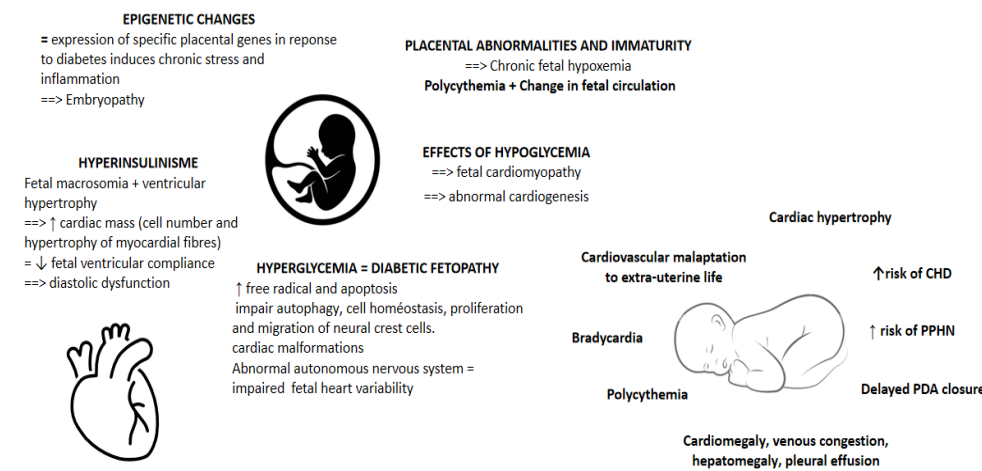 EPIGENETIC CHANGES
= expression of specific placental genes in reponse
to diabetes induces chronic stress and
inflammation
==> Embryopathy
PLACENTAL ABNORMALITIES AND IMMATURITY
==> Chronic fetal hypoxemia
Polycythemia + Change in fetal circulation
HYPERINSULINISME
Fetal macrosomia + ventricular
hypertrophy
==> ↑ cardiac mass (cell number and
hypertrophy of myocardial fibres)
= ↓ fetal ventricular compliance
==> diastolic dysfunction
EFFECTS OF HYPOGLYCEMIA
==> fetal cardiomyopathy
==> abnormal cardiogenesis
HYPERGLYCEMIA = DIABETIC FETOPATHY
↑ free radical and apoptosis
impair autophagy, cell homéostasis, proliferation
and migration of neural crest cells.
cardiac malformations
Abnormal autonomous nervous system =
impaired fetal heart variability
Cardiac hypertrophy
Cardiovascular malaptation
to extra-uterine life
↑risk of CHD
Bradycardia
↑ risk of PPHN
Polycythemia
Delayed PDA closure
Cardiomegaly, venous congestion,
hepatomegaly, pleural effusion